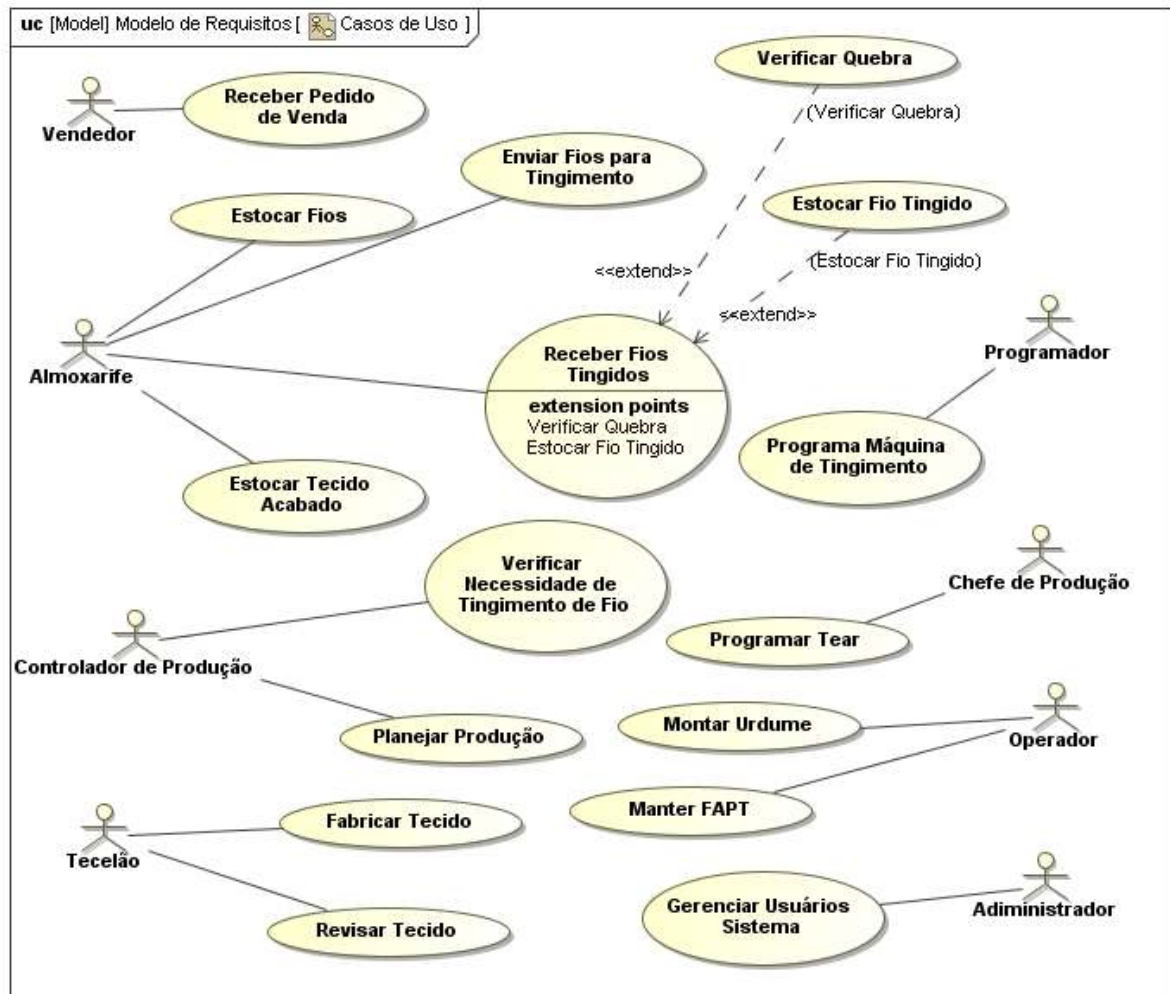 uc [Model] Modelo de Requisitos [ Casos de Uso ]
Verificar Quebra
(Verificar Quebra)
Receber Pedido
de Venda
Vendedor
Enviar Fios para
Tingimento
Estocar Fios
Estocar Fio Tingido
(Estocar Fio Tingido)
<<extend>>
<<extend>>
Almoxarife
Receber Fios
Tingidos
extension points
Verificar Quebra
Estocar Fio Tingido
Programador
Programa Máquina
de Tingimento
Estocar Tecido
Acabado
Verificar
Necessidade de
Tingimento de Fio
Chefe de Produção
Programar Tear
Controlador de Produção
Planejar Produção
Montar Urdume
Operador
Manter FAPT
Fabricar Tecido
Tecelão
Revisar Tecido
Gerenciar Usuários
Sistema
Adiministrador